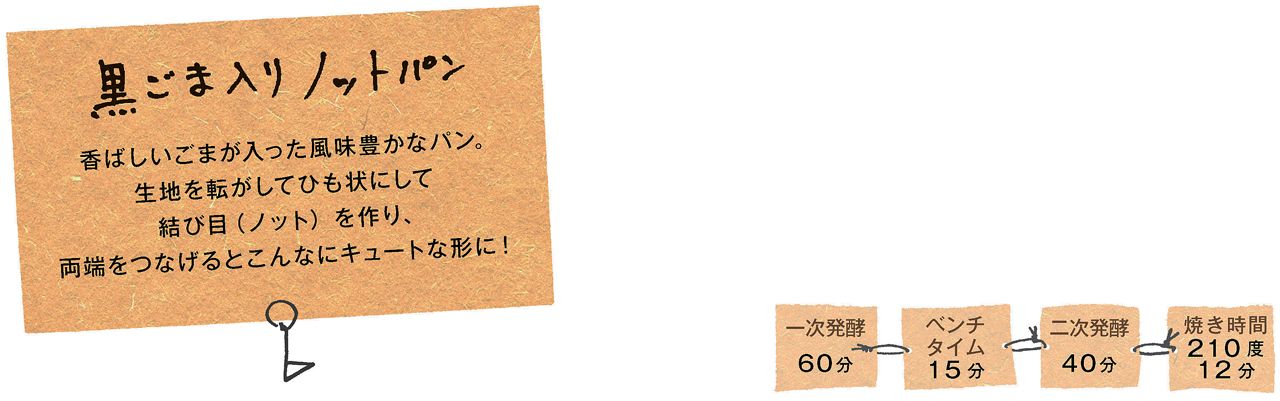 黒ごま入りノットパン
香ばしいごまが入った風味豊かなパン。
生地を転がしてひも状にして
結び目（ノット）を作り、
両端をつなげるとこんなにキュートな形に！
一次発酵
60分
ベンチ
タイム
15分
二次発酵
40分
焼き時間
210度
12分